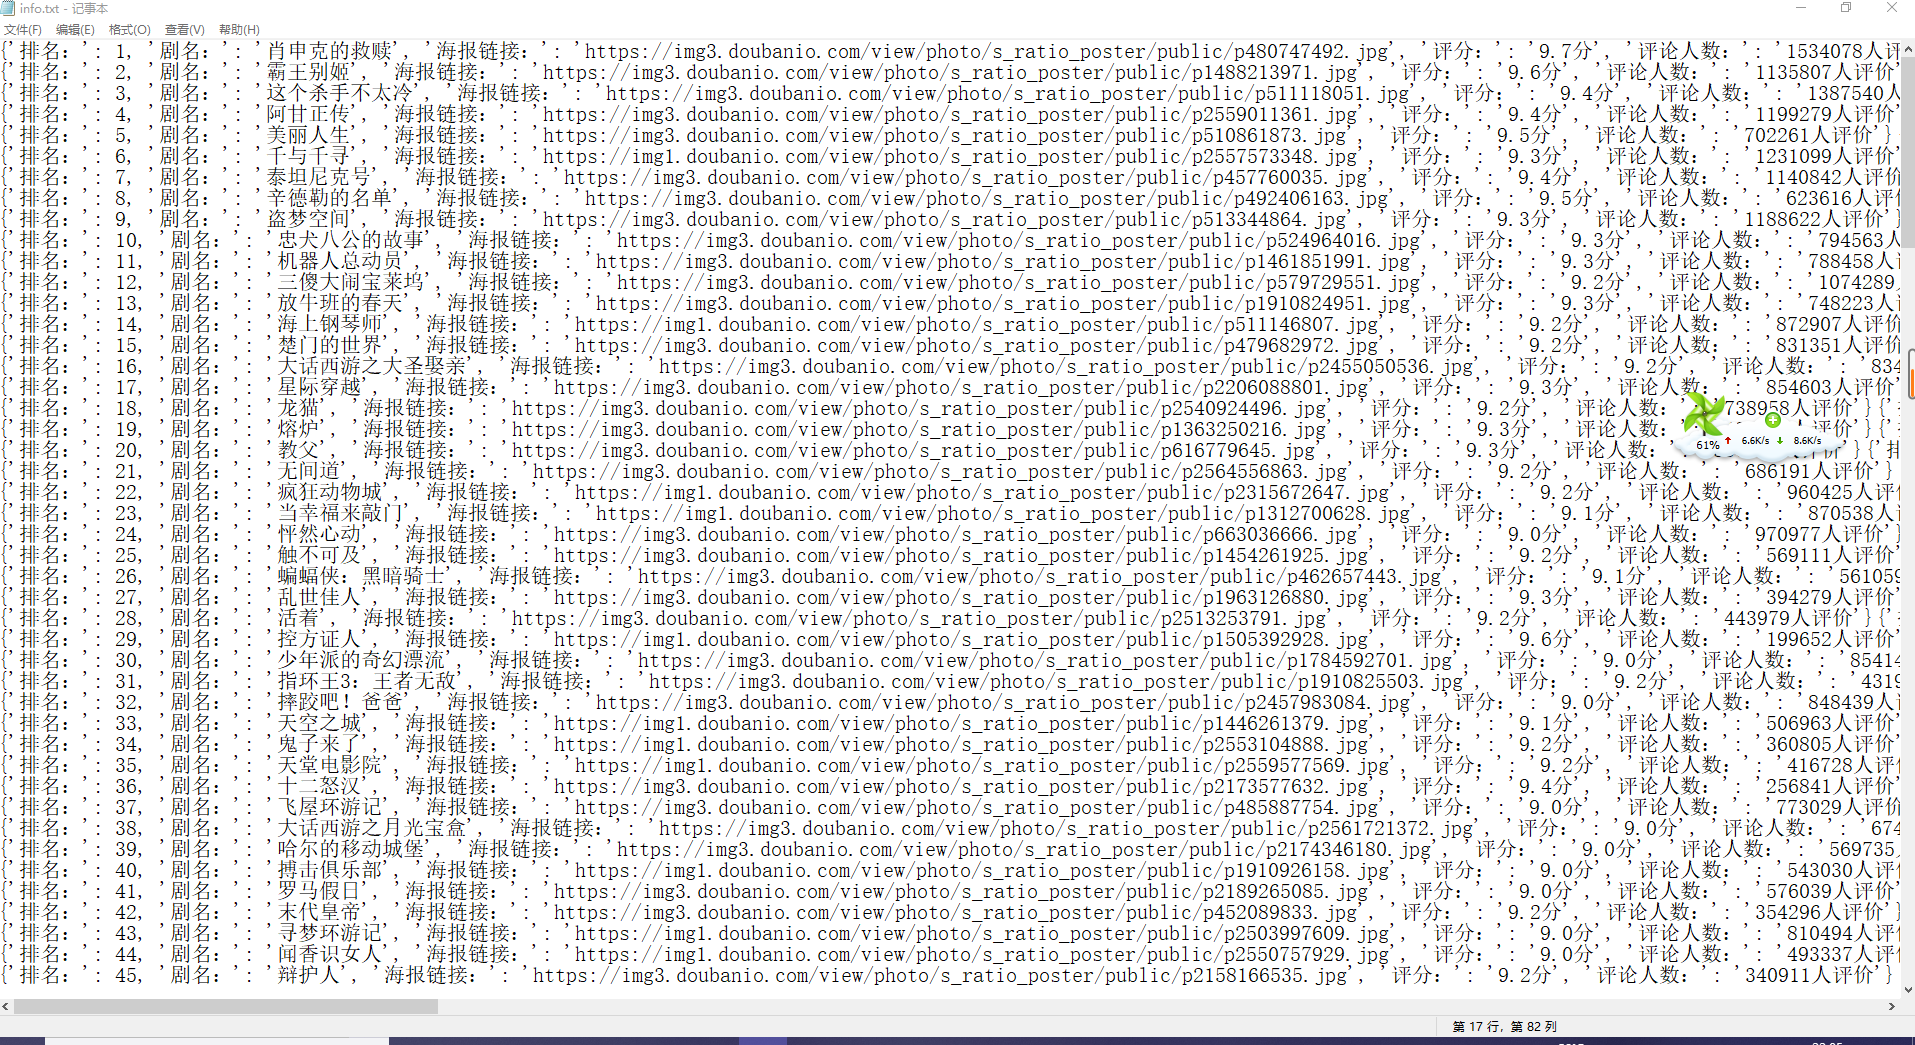 info.txt - 记事本
文件(F) 编辑(E) 格式(O) 查看(V) 帮助(H)
{'排名：': 1, '剧名：': '肖申克的救赎', '海报链接：': 'https://img3.doubanio.com/view/photo/s_ratio_poster/public/p480747492.jpg', '评分：': '9.7分', '评论人数：': '1534078人评
{'排名：': 2, '剧名：': '霸王别姬', '海报链接：': 'https://img3.doubanio.com/view/photo/s_ratio_poster/public/p1488213971.jpg', '评分：': '9.6分', '评论人数：': '1135807人评价'
{'排名：': 3, '剧名：': '这个杀手不太冷', '海报链接：': 'https://img3.doubanio.com/view/photo/s_ratio_poster/public/p511118051.jpg', '评分：': '9.4分', '评论人数：': '1387540人
{'排名：': 4, '剧名：': '阿甘正传', '海报链接：': 'https://img3.doubanio.com/view/photo/s_ratio_poster/public/p2559011361.jpg', '评分：': '9.4分', '评论人数：': '1199279人评价'
{'排名：': 5, '剧名：': '美丽人生', '海报链接：': 'https://img3.doubanio.com/view/photo/s_ratio_poster/public/p510861873.jpg', '评分：': '9.5分', '评论人数：': '702261人评价'}
{'排名：': 6, '剧名：': '千与千寻', '海报链接：': 'https://img1.doubanio.com/view/photo/s_ratio_poster/public/p2557573348.jpg', '评分：': '9.3分', '评论人数：': '1231099人评价'
{'排名：': 7, '剧名：': '泰坦尼克号', '海报链接：': 'https://img3.doubanio.com/view/photo/s_ratio_poster/public/p457760035.jpg', '评分：': '9.4分', '评论人数：': '1140842人评价'
{'排名：': 8, '剧名：': '辛德勒的名单', '海报链接：': 'https://img3.doubanio.com/view/photo/s_ratio_poster/public/p492406163.jpg', '评分：': '9.5分', '评论人数：': '623616人评
{'排名：': 9, '剧名：': '盗梦空间', '海报链接：': 'https://img3.doubanio.com/view/photo/s_ratio_poster/public/p513344864.jpg', '评分：': '9.3分', '评论人数：': '1188622人评价'}
{'排名：': 10, '剧名：': '忠犬八公的故事', '海报链接：': 'https://img3.doubanio.com/view/photo/s_ratio_poster/public/p524964016.jpg', '评分：': '9.3分', '评论人数：': '794563人
{'排名：': 11, '剧名：': '机器人总动员', '海报链接：': 'https://img3.doubanio.com/view/photo/s_ratio_poster/public/p1461851991.jpg', '评分：': '9.3分', '评论人数：': '788458人
{'排名：': 12, '剧名：': '三傻大闹宝莱坞', '海报链接：': 'https://img3.doubanio.com/view/photo/s_ratio_poster/public/p579729551.jpg', '评分：': '9.2分', '评论人数：': '1074289
{'排名：': 13, '剧名：': '放牛班的春天', '海报链接：': 'https://img3.doubanio.com/view/photo/s_ratio_poster/public/p1910824951.jpg', '评分：': '9.3分', '评论人数：': '748223人
{'排名：': 14, '剧名：': '海上钢琴师', '海报链接：': 'https://img1.doubanio.com/view/photo/s_ratio_poster/public/p511146807.jpg', '评分：': '9.2分', '评论人数：': '872907人评价
{'排名：': 15, '剧名：': '楚门的世界', '海报链接：': 'https://img3.doubanio.com/view/photo/s_ratio_poster/public/p479682972.jpg', '评分：': '9.2分', '评论人数：': '831351人评价
{'排名：': 16, '剧名：': '大话西游之大圣娶亲', '海报链接：': 'https://img3.doubanio.com/view/photo/s_ratio_poster/public/p2455050536.jpg', '评分：': '9.2分', '评论人数：': '834
{'排名：': 17, '剧名：': '星际穿越', '海报链接：': 'https://img3.doubanio.com/view/photo/s_ratio_poster/public/p2206088801.jpg', '评分：': '9.3分', '评论人数：': '854603人评价'
{'排名：': 18, '剧名：': '龙猫', '海报链接：': 'https://img3.doubanio.com/view/photo/s_ratio_poster/public/p2540924496.jpg', '评分：': '9.2分', '评论人数：': '738958人评价'}{'
{'排名：': 19, '剧名：': '熔炉', '海报链接：': 'https://img3.doubanio.com/view/photo/s_ratio_poster/public/p1363250216.jpg', '评分：': '9.3分', '评论人数： 人评价'}{'
{'排名：': 20, '剧名：': '教父', '海报链接：': 'https://img3.doubanio.com/view/photo/s_ratio_poster/public/p616779645.jpg', '评分：': '9.3分', '评论人数： '}{'排
61% 6.6K/s 8.6K/s
{'排名：': 21, '剧名：': '无间道', '海报链接：': 'https://img3.doubanio.com/view/photo/s_ratio_poster/public/p2564556863.jpg', '评分：': '9.2分', '评论人数：': '686191人评价'}
{'排名：': 22, '剧名：': '疯狂动物城', '海报链接：': 'https://img1.doubanio.com/view/photo/s_ratio_poster/public/p2315672647.jpg', '评分：': '9.2分', '评论人数：': '960425人评
{'排名：': 23, '剧名：': '当幸福来敲门', '海报链接：': 'https://img1.doubanio.com/view/photo/s_ratio_poster/public/p1312700628.jpg', '评分：': '9.1分', '评论人数：': '870538人
{'排名：': 24, '剧名：': '怦然心动', '海报链接：': 'https://img3.doubanio.com/view/photo/s_ratio_poster/public/p663036666.jpg', '评分：': '9.0分', '评论人数：': '970977人评价'}
{'排名：': 25, '剧名：': '触不可及', '海报链接：': 'https://img3.doubanio.com/view/photo/s_ratio_poster/public/p1454261925.jpg', '评分：': '9.2分', '评论人数：': '569111人评价'
{'排名：': 26, '剧名：': '蝙蝠侠：黑暗骑士', '海报链接：': 'https://img3.doubanio.com/view/photo/s_ratio_poster/public/p462657443.jpg', '评分：': '9.1分', '评论人数：': '561059
{'排名：': 27, '剧名：': '乱世佳人', '海报链接：': 'https://img3.doubanio.com/view/photo/s_ratio_poster/public/p1963126880.jpg', '评分：': '9.3分', '评论人数：': '394279人评价'
{'排名：': 28, '剧名：': '活着', '海报链接：': 'https://img3.doubanio.com/view/photo/s_ratio_poster/public/p2513253791.jpg', '评分：': '9.2分', '评论人数：': '443979人评价'}{'
{'排名：': 29, '剧名：': '控方证人', '海报链接：': 'https://img1.doubanio.com/view/photo/s_ratio_poster/public/p1505392928.jpg', '评分：': '9.6分', '评论人数：': '199652人评价'
{'排名：': 30, '剧名：': '少年派的奇幻漂流', '海报链接：': 'https://img3.doubanio.com/view/photo/s_ratio_poster/public/p1784592701.jpg', '评分：': '9.0分', '评论人数：': '85414
{'排名：': 31, '剧名：': '指环王3：王者无敌', '海报链接：': 'https://img3.doubanio.com/view/photo/s_ratio_poster/public/p1910825503.jpg', '评分：': '9.2分', '评论人数：': '4319
{'排名：': 32, '剧名：': '摔跤吧！爸爸', '海报链接：': 'https://img3.doubanio.com/view/photo/s_ratio_poster/public/p2457983084.jpg', '评分：': '9.0分', '评论人数：': '848439人
{'排名：': 33, '剧名：': '天空之城', '海报链接：': 'https://img1.doubanio.com/view/photo/s_ratio_poster/public/p1446261379.jpg', '评分：': '9.1分', '评论人数：': '506963人评价'
{'排名：': 34, '剧名：': '鬼子来了', '海报链接：': 'https://img1.doubanio.com/view/photo/s_ratio_poster/public/p2553104888.jpg', '评分：': '9.2分', '评论人数：': '360805人评价'
{'排名：': 35, '剧名：': '天堂电影院', '海报链接：': 'https://img1.doubanio.com/view/photo/s_ratio_poster/public/p2559577569.jpg', '评分：': '9.2分', '评论人数：': '416728人评
{'排名：': 36, '剧名：': '十二怒汉', '海报链接：': 'https://img3.doubanio.com/view/photo/s_ratio_poster/public/p2173577632.jpg', '评分：': '9.4分', '评论人数：': '256841人评价'
{'排名：': 37, '剧名：': '飞屋环游记', '海报链接：': 'https://img3.doubanio.com/view/photo/s_ratio_poster/public/p485887754.jpg', '评分：': '9.0分', '评论人数：': '773029人评价
{'排名：': 38, '剧名：': '大话西游之月光宝盒', '海报链接：': 'https://img3.doubanio.com/view/photo/s_ratio_poster/public/p2561721372.jpg', '评分：': '9.0分', '评论人数：': '674
{'排名：': 39, '剧名：': '哈尔的移动城堡', '海报链接：': 'https://img3.doubanio.com/view/photo/s_ratio_poster/public/p2174346180.jpg', '评分：': '9.0分', '评论人数：': '569735
{'排名：': 40, '剧名：': '搏击俱乐部', '海报链接：': 'https://img1.doubanio.com/view/photo/s_ratio_poster/public/p1910926158.jpg', '评分：': '9.0分', '评论人数：': '543030人评
{'排名：': 41, '剧名：': '罗马假日', '海报链接：': 'https://img3.doubanio.com/view/photo/s_ratio_poster/public/p2189265085.jpg', '评分：': '9.0分', '评论人数：': '576039人评价'
{'排名：': 42, '剧名：': '末代皇帝', '海报链接：': 'https://img3.doubanio.com/view/photo/s_ratio_poster/public/p452089833.jpg', '评分：': '9.2分', '评论人数：': '354296人评价'}
{'排名：': 43, '剧名：': '寻梦环游记', '海报链接：': 'https://img1.doubanio.com/view/photo/s_ratio_poster/public/p2503997609.jpg', '评分：': '9.0分', '评论人数：': '810494人评
{'排名：': 44, '剧名：': '闻香识女人', '海报链接：': 'https://img1.doubanio.com/view/photo/s_ratio_poster/public/p2550757929.jpg', '评分：': '9.0分', '评论人数：': '493337人评
{'排名：': 45, '剧名：': '辩护人', '海报链接：': 'https://img3.doubanio.com/view/photo/s_ratio_poster/public/p2158166535.jpg', '评分：': '9.2分', '评论人数：': '340911人评价'}
第 17 行，第 82 列